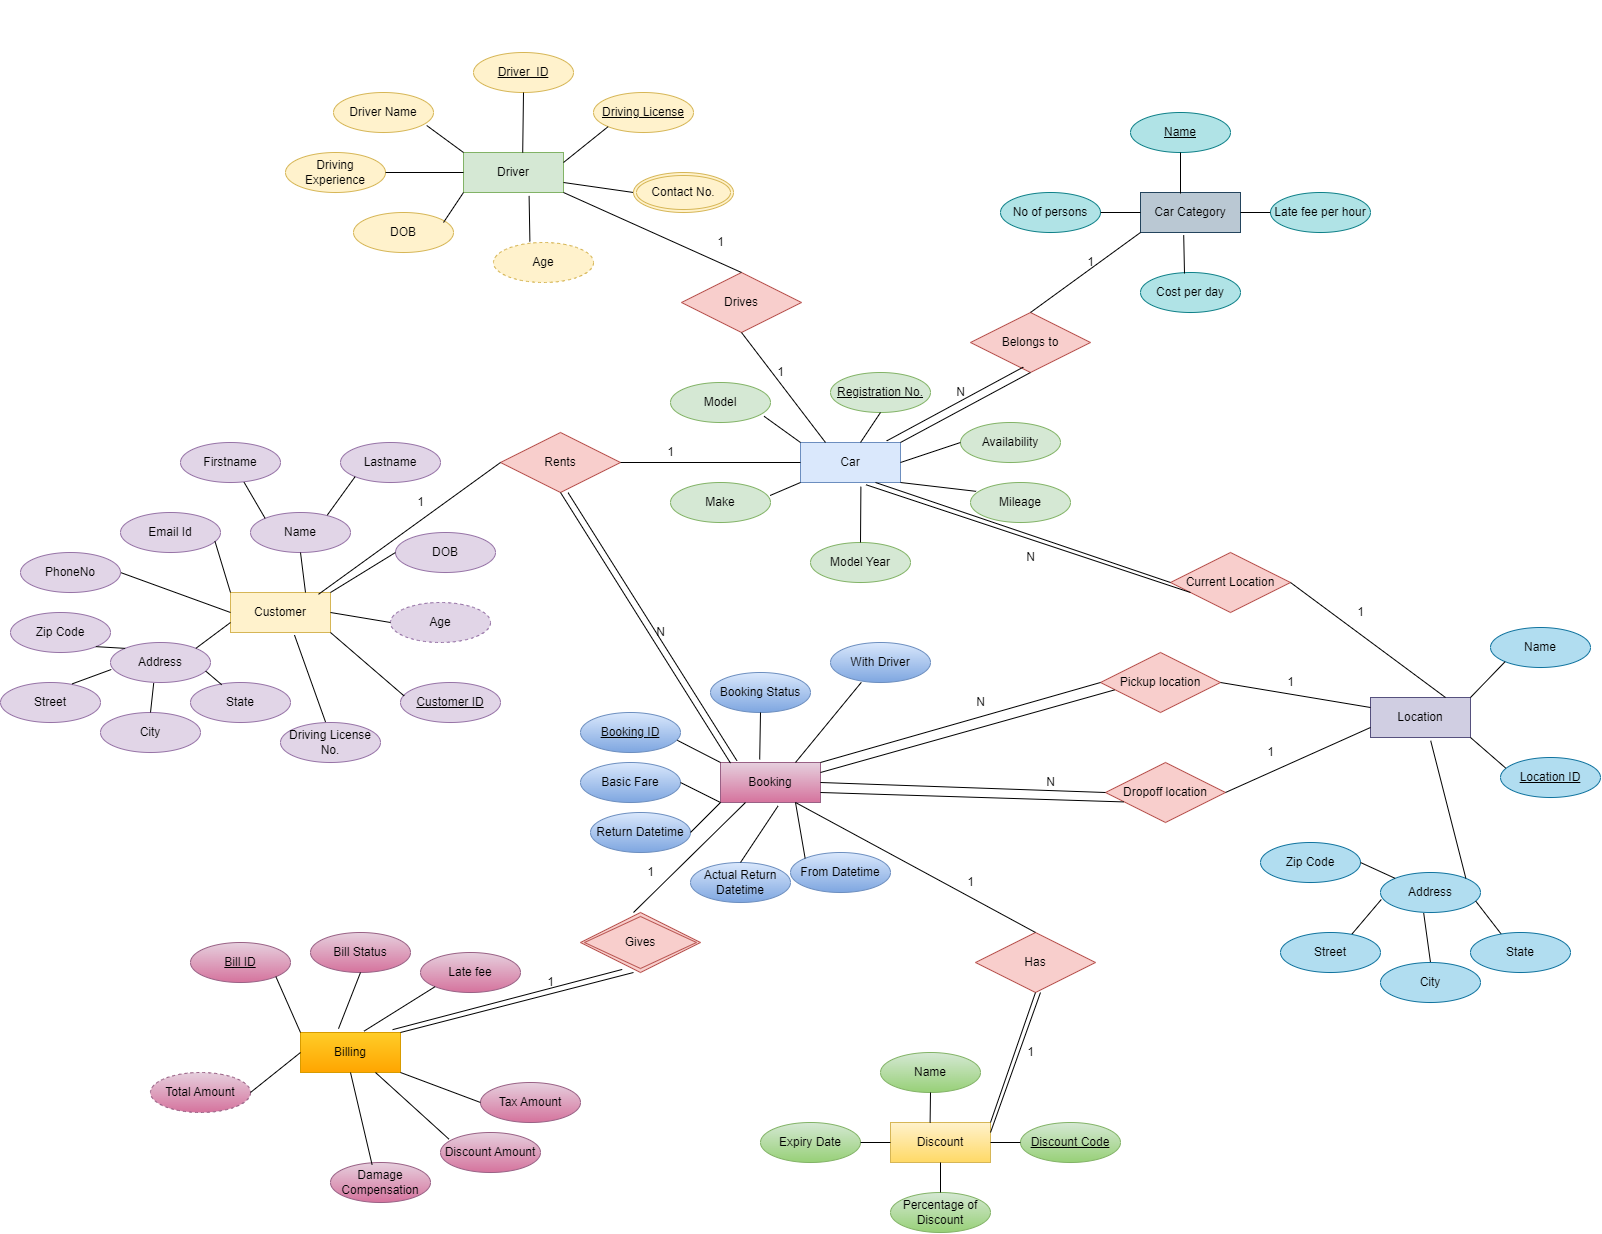 Driver_ID
Driver Name
Driving License
Driving
Experience
Driver
Contact No.
DOB
Age
1
Drives
1
Name
No of persons
Car Category
Late fee per hour
1
Cost per day
Belongs to
N
Model
Registration No.
Availability
Car
Make
Mileage
Model Year
N
Current Location
1
Rents
1
1
N
Firstname
Lastname
Email Id
Name
DOB
PhoneNo
Customer
Age
Zip Code
Address
Street
State
City
Customer ID
Driving License
No.
With Driver
Booking Status
Booking ID
Basic Fare
Booking
Return Datetime
Actual Return
Datetime
From Datetime
N
Pickup location
1
N
Dropoff location
1
Name
Location
Location ID
Zip Code
Address
Street
State
City
1
Gives
1
1
Has
1
Bill ID
Bill Status
Late fee
Billing
Total Amount
Tax Amount
Discount Amount
Damage
Compensation
Name
Expiry Date
Discount
Discount Code
Percentage of
Discount